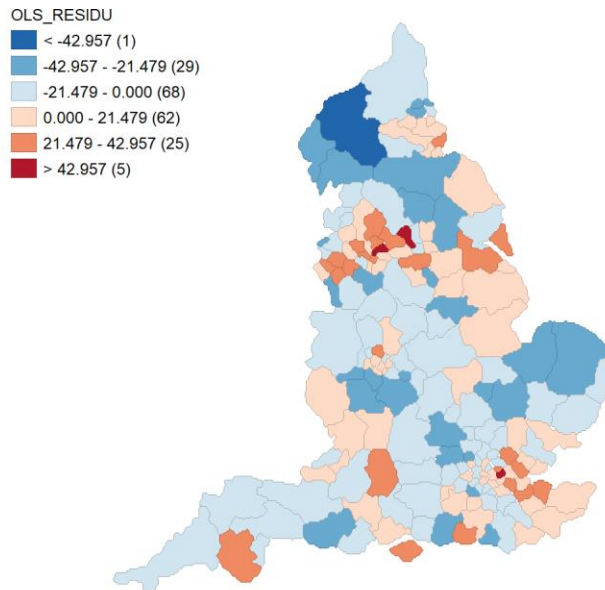 OLS_RESIDU
< -42.957 (1)
-42.957 - -21.479 (29)
-21.479 - 0.000 (68)
0.000 - 21.479 (62)
21.479 - 42.957 (25)
> 42.957 (5)